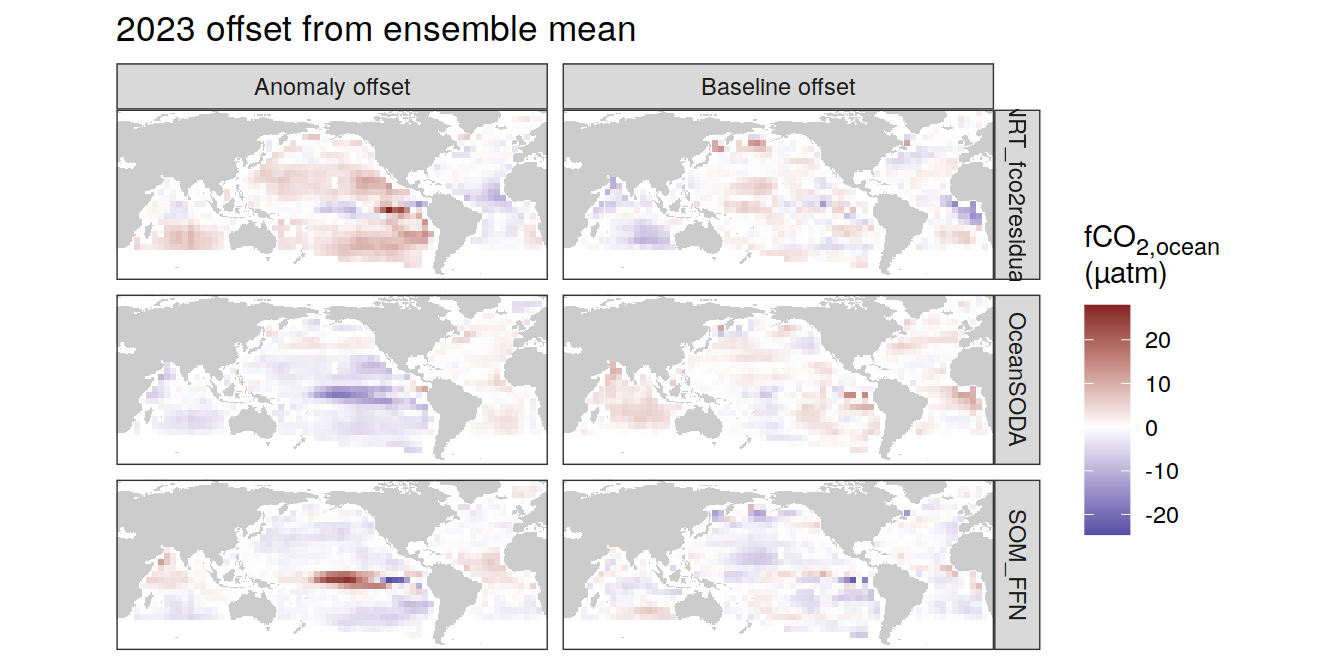 2023 offset from ensemble mean
Anomaly offset
Baseline offset
NRT_fco2residua
OceanSODA
SOM_FFN
fCO2,ocean
(µatm)
20
10
0
-10
-20